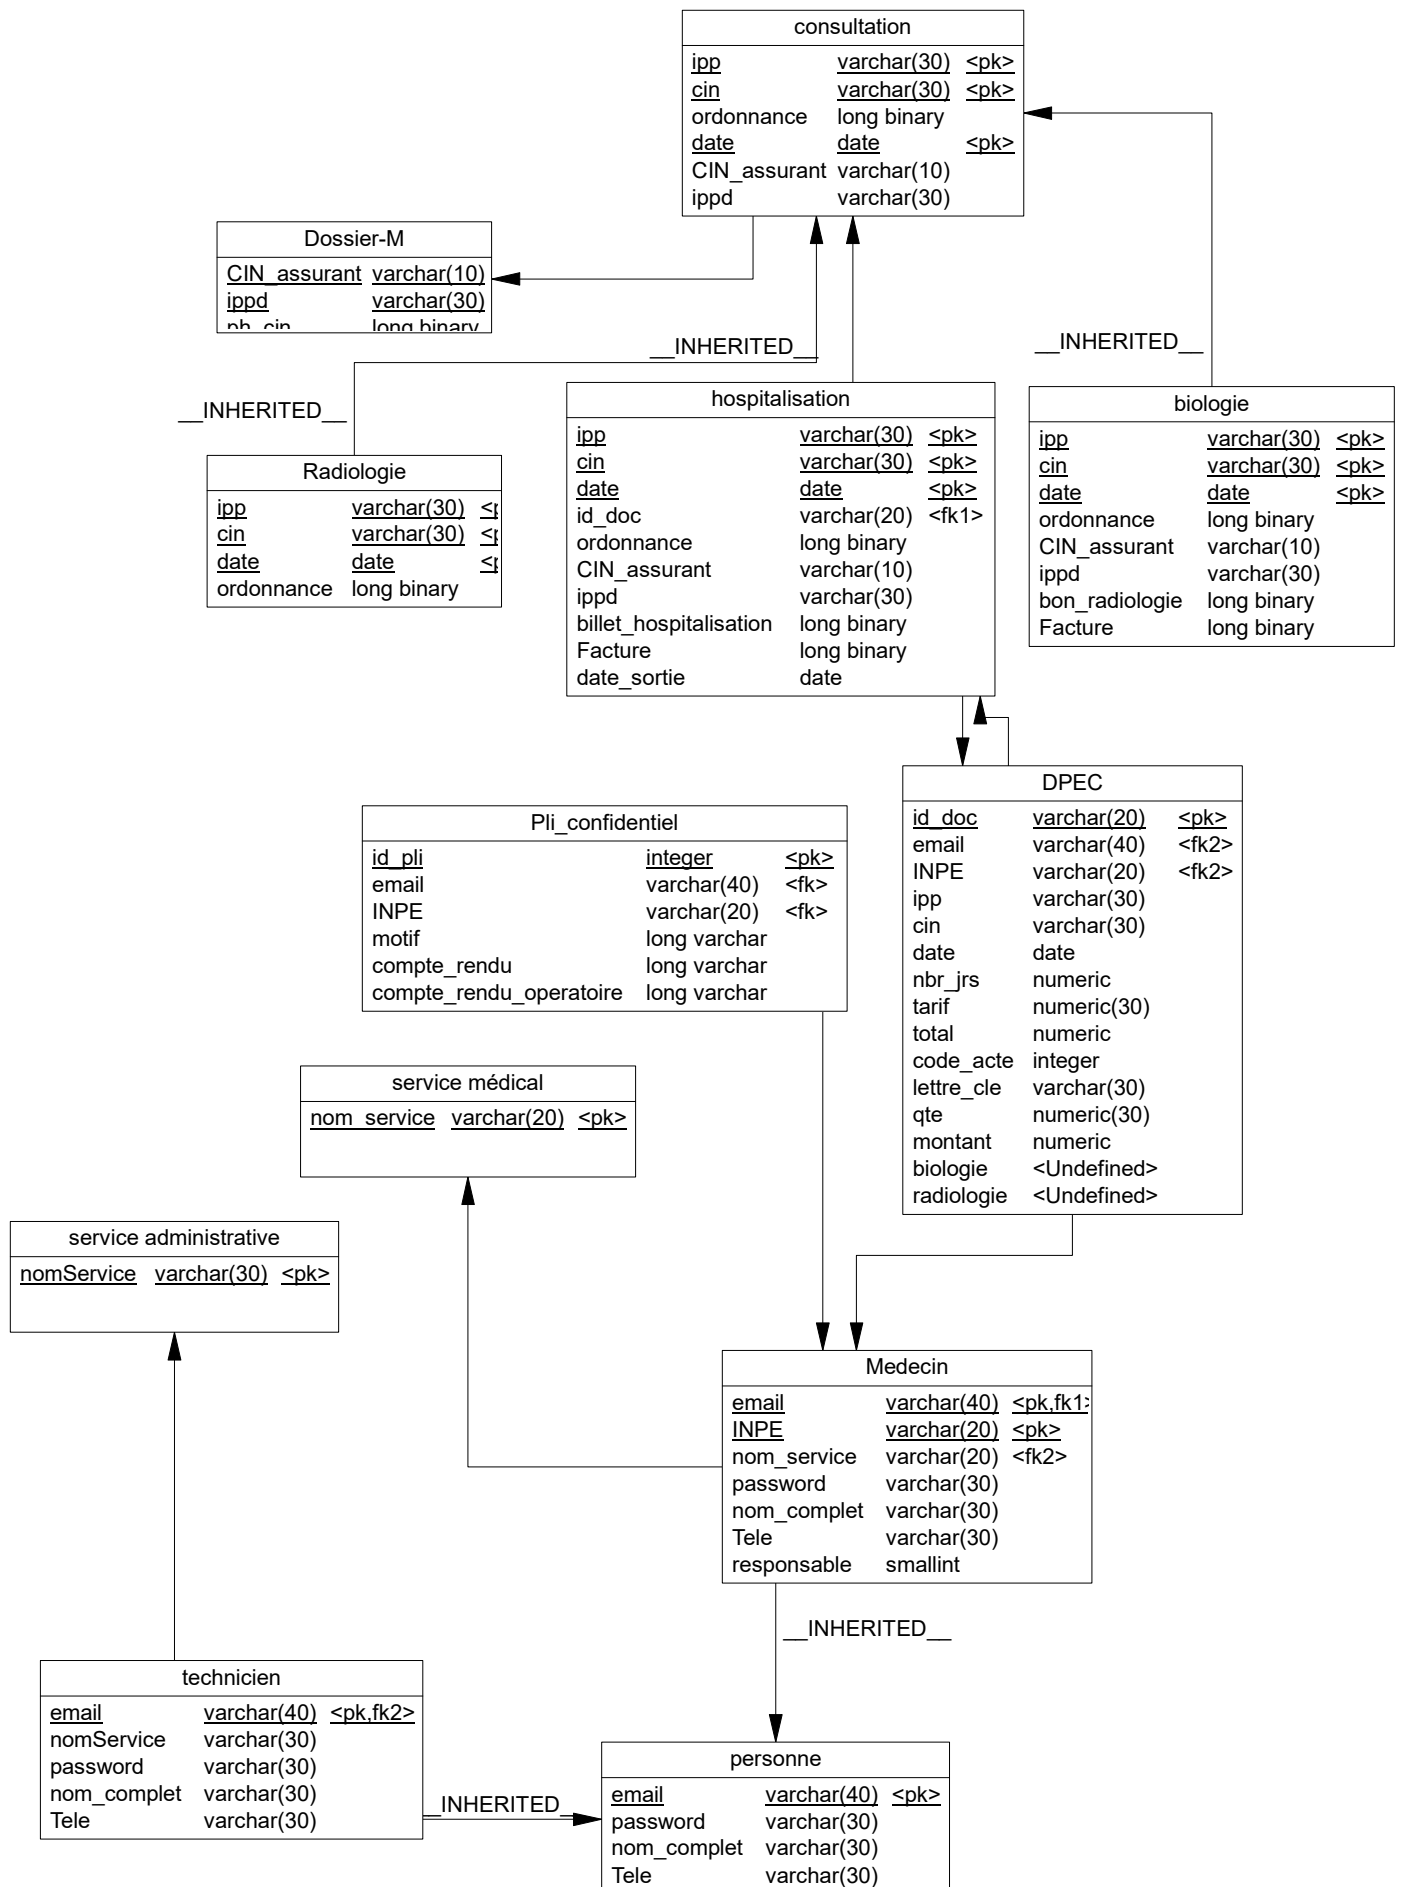 consultation
ipp varchar(30) <pk>
cin varchar(30) <pk>
ordonnance long binary
date date <pk>
CIN_assurant varchar(10)
ippd varchar(30)
Dossier-M
CIN_assurant varchar(10)
ippd varchar(30)
ph_cin long binary
__INHERITED__
__INHERITED__
__INHERITED__
Radiologie
ipp varchar(30) <p
cin varchar(30) <p
date date <p
ordonnance long binary
hospitalisation
ipp varchar(30) <pk>
cin varchar(30) <pk>
date date <pk>
id_doc varchar(20) <fk1>
ordonnance long binary
CIN_assurant varchar(10)
ippd varchar(30)
billet_hospitalisation long binary
Facture long binary
date_sortie date
biologie
ipp varchar(30) <pk>
cin varchar(30) <pk>
date date <pk>
ordonnance long binary
CIN_assurant varchar(10)
ippd varchar(30)
bon_radiologie long binary
Facture long binary
DPEC
id_doc varchar(20) <pk>
email varchar(40) <fk2>
INPE varchar(20) <fk2>
ipp varchar(30)
cin varchar(30)
date date
nbr_jrs numeric
tarif numeric(30)
total numeric
code_acte integer
lettre_cle varchar(30)
qte numeric(30)
montant numeric
biologie <Undefined>
radiologie <Undefined>
Pli_confidentiel
id_pli integer <pk>
email varchar(40) <fk>
INPE varchar(20) <fk>
motif long varchar
compte_rendu long varchar
compte_rendu_operatoire long varchar
service médical
nom_service varchar(20) <pk>
service administrative
nomService varchar(30) <pk>
Medecin
email varchar(40) <pk,fk1>
INPE varchar(20) <pk>
nom_service varchar(20) <fk2>
password varchar(30)
nom_complet varchar(30)
Tele varchar(30)
responsable smallint
__INHERITED__
technicien
email varchar(40) <pk,fk2>
nomService varchar(30)
password varchar(30)
nom_complet varchar(30)
Tele varchar(30)
__INHERITED__
personne
email varchar(40) <pk>
password varchar(30)
nom_complet varchar(30)
Tele varchar(30)